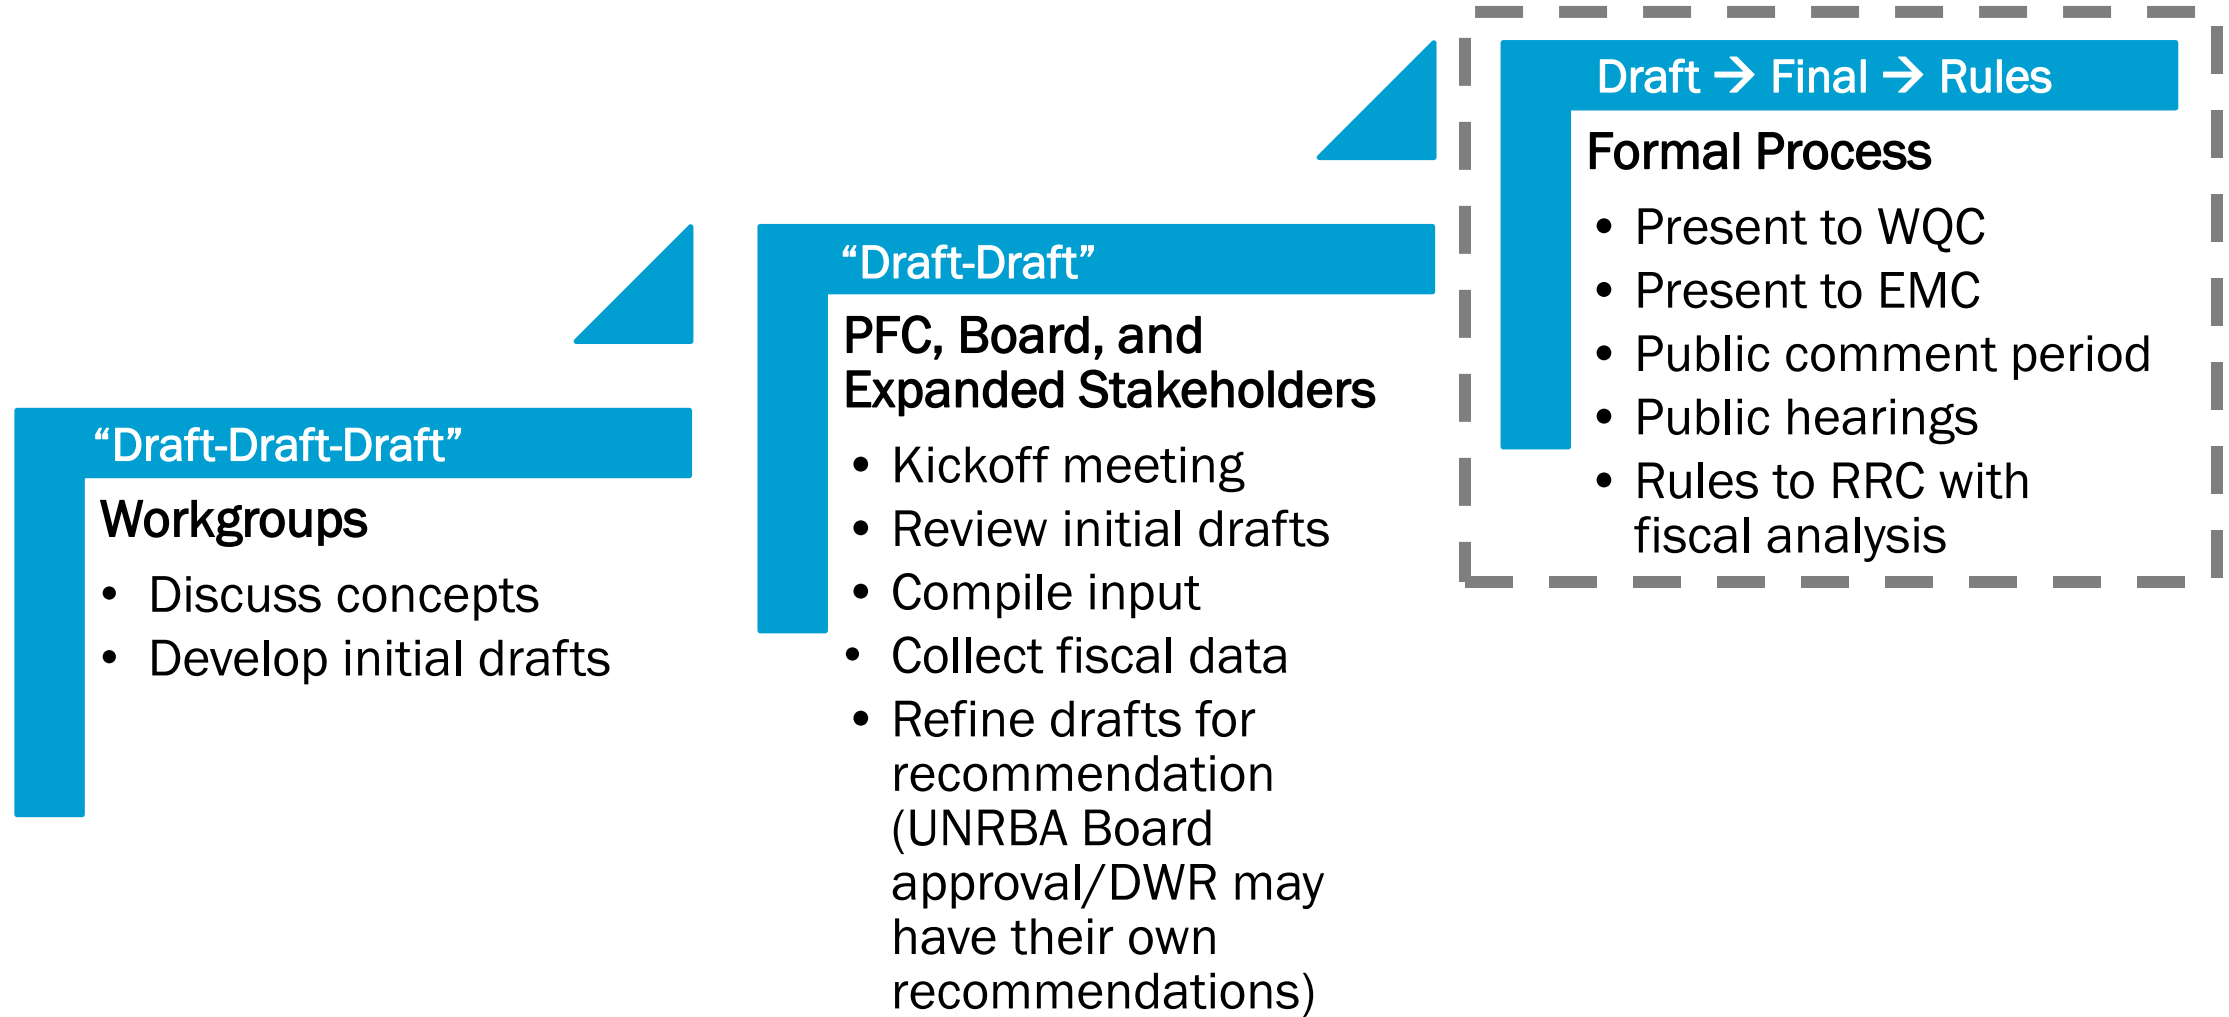 “Draft-Draft-Draft”
Workgroups
• Discuss concepts
• Develop initial drafts
“Draft-Draft”
PFC, Board, and
Expanded Stakeholders
• Kickoff meeting
• Review initial drafts
• Compile input
• Collect fiscal data
• Refine drafts for
recommendation
(UNRBA Board
approval/DWR may
have their own
recommendations)
Draft → Final → Rules
Formal Process
• Present to WQC
• Present to EMC
• Public comment period
• Public hearings
• Rules to RRC with
fiscal analysis